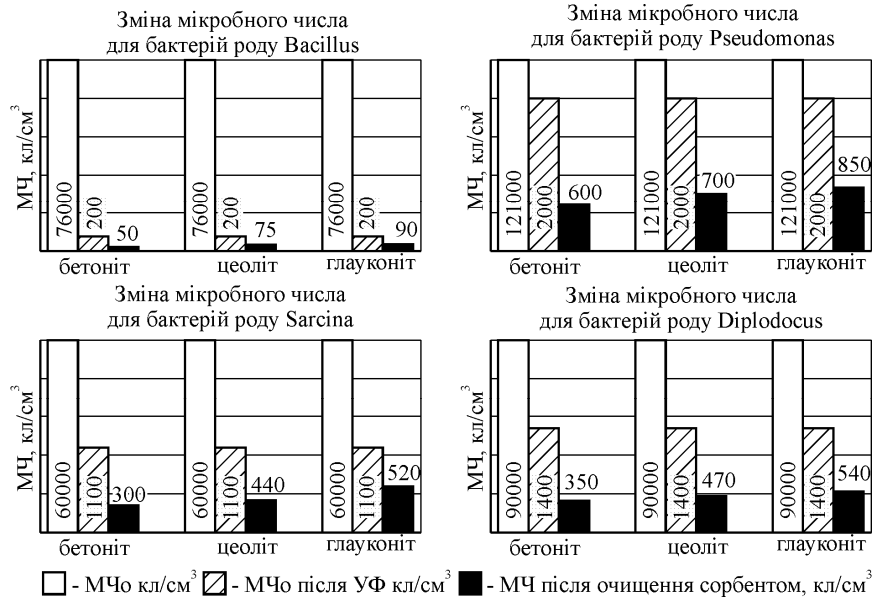 Зміна мікробного числа
для бактерій роду Bacillus
МЧ, кл/см³
76000
200
50
76000
200
75
76000
200
90
бетоніт
цеоліт
глауконіт
Зміна мікробного числа
для бактерій роду Pseudomonas
МЧ, кл/см³
121000
2000
600
121000
2000
700
121000
2000
850
бетоніт
цеоліт
глауконіт
Зміна мікробного числа
для бактерій роду Sarcina
МЧ, кл/см³
60000
1100
300
60000
1100
440
60000
1100
520
бетоніт
цеоліт
глауконіт
Зміна мікробного числа
для бактерій роду Diplodocus
МЧ, кл/см³
90000
1400
350
90000
1400
470
90000
1400
540
бетоніт
цеоліт
глауконіт
- МЧо кл/см³ - МЧо після УФ кл/см³ - МЧ після очищення сорбентом, кл/см³